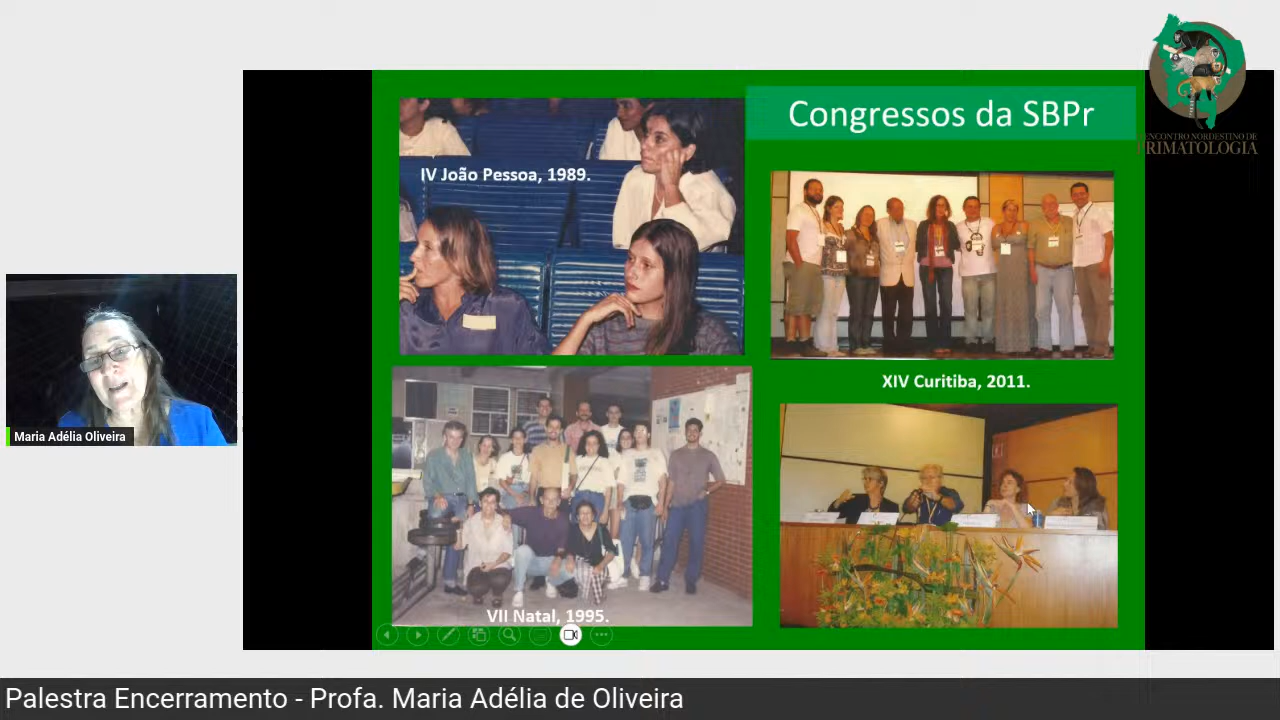 Congressos da SBPr
IV João Pessoa, 1989.
ENCONTRO NORDESTINO DE
PRIMATOLOGIA
XIV Curitiba, 2011.
Maria Adélia Oliveira
VII Natal, 1995.
Palestra Encerramento - Profa. Maria Adélia de Oliveira